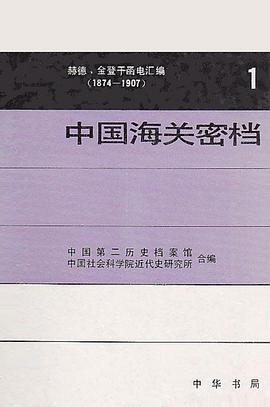 赫德、金登干函电汇编
(1874-1907)
1
中国海关密档
中国第二历史档案馆
中国社会科学院近代史研究所
合编
中华书局